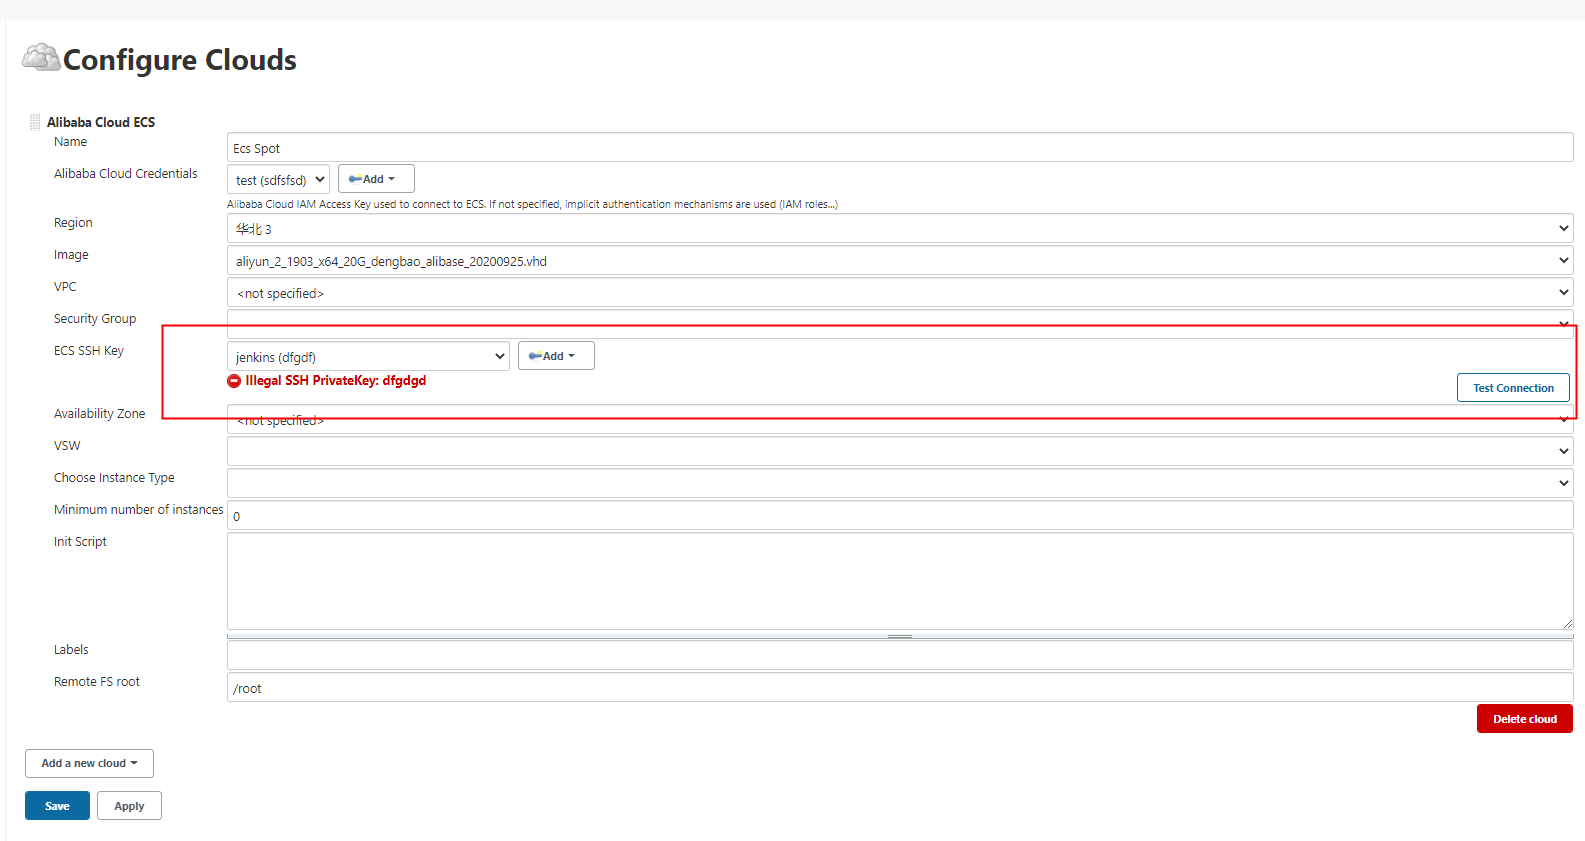 Configure Clouds
Alibaba Cloud ECS
Name
Ecs Spot
Alibaba Cloud Credentials
test (sdfsfsd)
Add
Alibaba Cloud IAM Access Key used to connect to ECS. If not specified, implicit authentication mechanisms are used (IAM roles...)
Region
华北 3
Image
aliyun_2_1903_x64_20G_dengbao_alibase_20200925.vhd
VPC
<not specified>
Security Group
ECS SSH Key
jenkins (dfgdf)
Add
Illegal SSH PrivateKey: dfgdgd
Test Connection
Availability Zone
<not specified>
VSW
Choose Instance Type
Minimum number of instances
0
Init Script
Labels
Remote FS root
/root
Delete cloud
Add a new cloud
Save
Apply